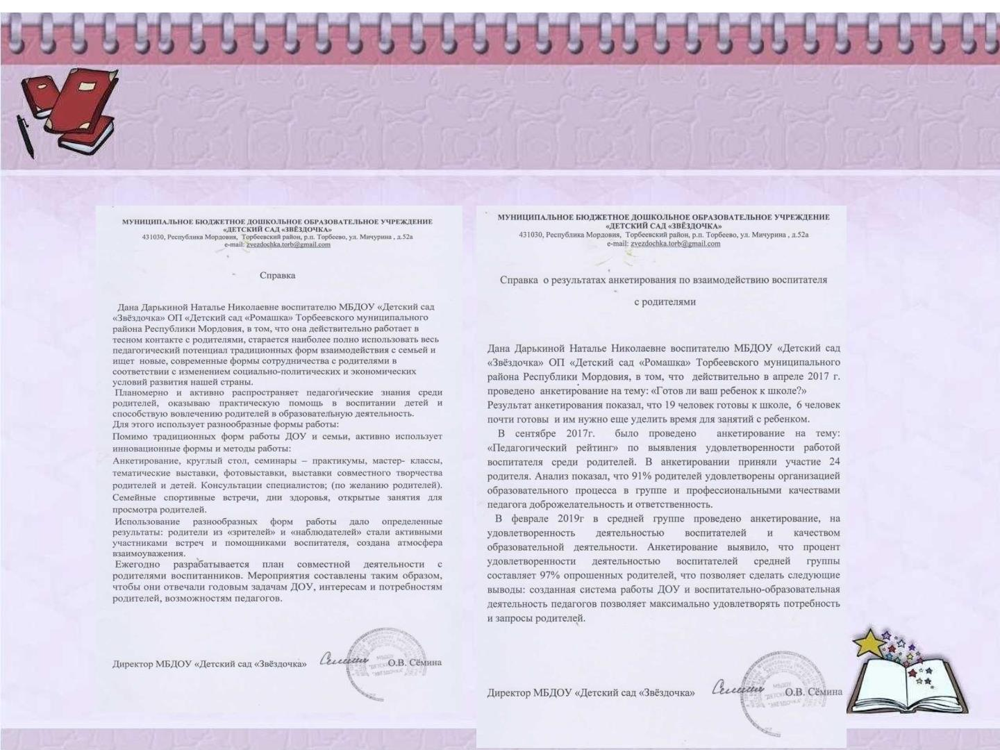 МУНИЦИПАЛЬНОЕ БЮДЖЕТНОЕ ДОШКОЛЬНОЕ ОБРАЗОВАТЕЛЬНОЕ УЧРЕЖДЕНИЕ
«ДЕТСКИЙ САД «ЗВЁЗДОЧКА»
431030, Республика Мордовия, Торбеевский район, р.п. Торбеево, ул. Мичурина , д.52а
e-mail: zvezdochka.torb@gmail.com
Справка
Дана Дарькиной Наталье Николаевне воспитателю МБДОУ «Детский сад
«Звёздочка» ОП «Детский сад «Ромашка» Торбеевского муниципального
района Республики Мордовия, в том, что она действительно работает в
тесном контакте с родителями, старается наиболее полно использовать весь
педагогический потенциал традиционных форм взаимодействия с семьей и
ищет новые, современные формы сотрудничества с родителями в
соответствии с изменением социально-политических и экономических
условий развития нашей страны.
Планомерно и активно распространяет педагогические знания среди
родителей, оказываю практическую помощь в воспитании детей и
способствую вовлечению родителей в образовательную деятельность.
Для этого использует разнообразные формы работы:
Помимо традиционных форм работы ДОУ и семьи, активно использует
инновационные формы и методы работы:
Анкетирование, круглый стол, семинары – практикумы, мастер- классы,
тематические выставки, фотовыставки, выставки совместного творчества
родителей и детей. Консультации специалистов; (по желанию родителей).
Семейные спортивные встречи, дни здоровья, открытые занятия для
просмотра родителей.
Использование разнообразных форм работы дало определенные
результаты: родители из «зрителей» и «наблюдателей» стали активными
участниками встреч и помощниками воспитателя, создана атмосфера
взаимоуважения.
Ежегодно разрабатывается план совместной деятельности с
родителями воспитанников. Мероприятия составлены таким образом,
чтобы они отвечали годовым задачам ДОУ, интересам и потребностям
родителей, возможностям педагогов.
Директор МБДОУ «Детский сад «Звёздочка» О.В. Сёмина
МУНИЦИПАЛЬНОЕ БЮДЖЕТНОЕ ДОШКОЛЬНОЕ ОБРАЗОВАТЕЛЬНОЕ УЧРЕЖДЕНИЕ
«ДЕТСКИЙ САД «ЗВЁЗДОЧКА»
431030, Республика Мордовия, Торбеевский район, р.п. Торбеево, ул. Мичурина , д.52а
e-mail: zvezdochka.torb@gmail.com
Справка о результатах анкетирования по взаимодействию воспитателя
с родителями
Дана Дарькиной Наталье Николаевне воспитателю МБДОУ «Детский сад
«Звёздочка» ОП «Детский сад «Ромашка» Торбеевского муниципального
района Республики Мордовия, в том, что действительно в апреле 2017 г.
проведено анкетирование на тему: «Готов ли ваш ребенок к школе?»
Результат анкетирования показал, что 19 человек готовы к школе, 6 человек
почти готовы и им нужно еще уделить время для занятий с ребенком.
В сентябре 2017г. было проведено анкетирование на тему:
«Педагогический рейтинг» по выявления удовлетворенности работой
воспитателя среди родителей. В анкетировании приняли участие 24
родителя. Анализ показал, что 91% родителей удовлетворены организацией
образовательного процесса в группе и профессиональными качествами
педагога доброжелательность и ответственность.
В феврале 2019г в средней группе проведено анкетирование, на
удовлетворенность деятельностью воспитателей и качеством
образовательной деятельности. Анкетирование выявило, что процент
удовлетворенности деятельностью воспитателей средней группы
составляет 97% опрошенных родителей, что позволяет сделать следующие
выводы: созданная система работы ДОУ и воспитательно-образовательная
деятельность педагогов позволяет максимально удовлетворять потребность
и запросы родителей.
Директор МБДОУ «Детский сад «Звёздочка» О.В. Сёмина